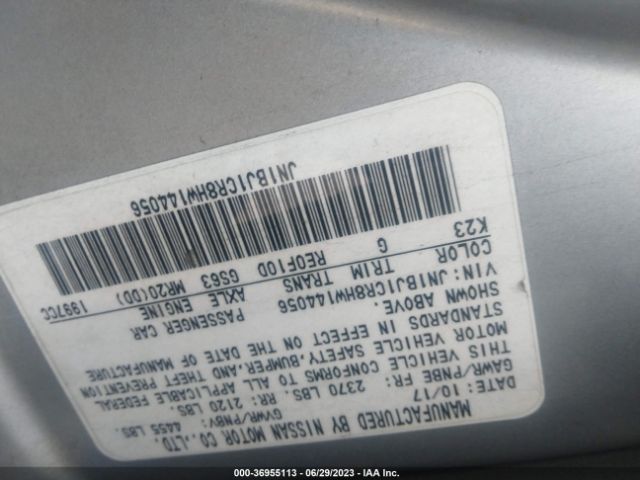 MANUFACTURED BY NISSAN MOTOR CO.,LTD.
DATE: 10/17 GVWR/PNBV: 4455 LBS.
GAWR/PNBE FR: 2370 LBS. RR: 2120 LBS.
THIS VEHICLE CONFORMS TO ALL APPLICABLE FEDERAL
MOTOR VEHICLE SAFETY, BUMPER, AND THEFT PREVENTION
STANDARDS IN EFFECT ON THE DATE OF MANUFACTURE
SHOWN ABOVE.
VIN: JN1BJ1CR8HW144056 PASSENGER CAR
COLOR TRIM TRANS AXLE ENGINE
K23 G RE0F10D GS63 MR20(DD) 1997CC
JN1BJ1CR8HW144056
000-36955113 - 06/29/2023 - IAA Inc.